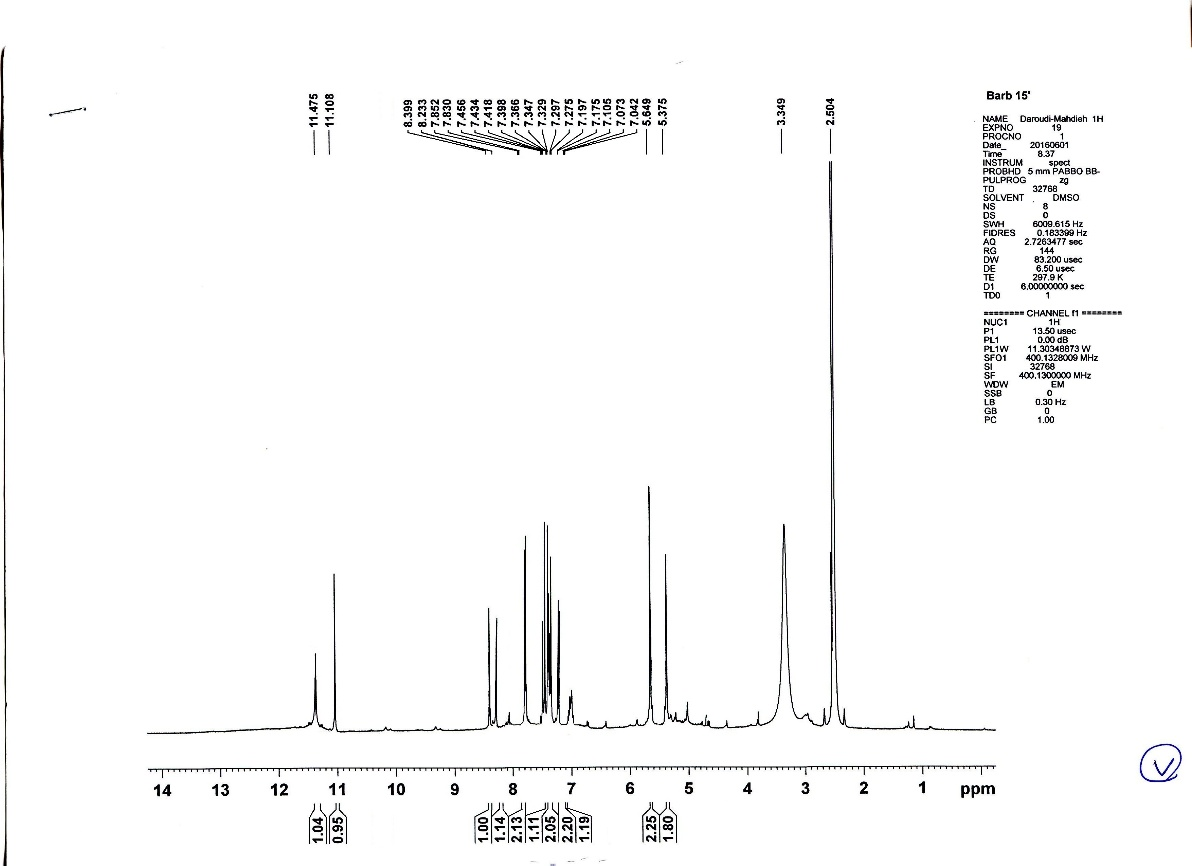 11.475
11.108
8.399
8.233
7.852
7.830
7.456
7.434
7.418
7.398
7.366
7.347
7.329
7.297
7.275
7.197
7.175
7.105
7.073
7.042
5.649
5.375
3.349
2.504
Barb 15'
NAME Daroudi-Mahdieh 1H
EXPNO 19
PROCNO 1
Date_ 20160601
Time 8.37
INSTRUM spect
PROBHD 5 mm PABBO BB-
PULPROG zg
TD 32768
SOLVENT DMSO
NS 8
DS 0
SWH 6009.615 Hz
FIDRES 0.183399 Hz
AQ 2.7263477 sec
RG 144
DW 83.200 usec
DE 6.50 usec
TE 297.9 K
D1 6.00000000 sec
TD0 1
======== CHANNEL f1 ========
NUC1 1H
P1 13.50 usec
PL1 0.00 dB
PL1W 11.30346873 W
SFO1 400.1328009 MHz
SI 32768
SF 400.1300000 MHz
WDW EM
SSB 0
LB 0.30 Hz
GB 0
PC 1.00
14 13 12 11 10 9 8 7 6 5 4 3 2 1 ppm
1.04
0.95
1.00
1.14
2.13
1.11
2.05
2.20
1.19
2.25
1.80
V